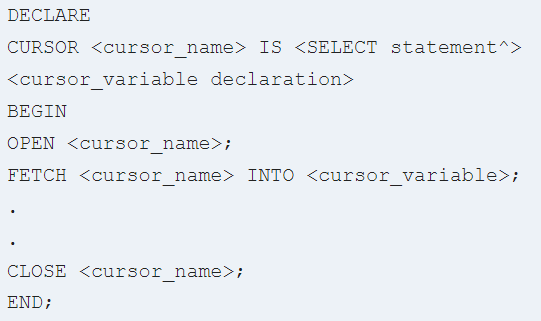 DECLARE
CURSOR <cursor_name> IS <SELECT statement^>
<cursor_variable declaration>
BEGIN
OPEN <cursor_name>;
FETCH <cursor_name> INTO <cursor_variable>;
.
.
CLOSE <cursor_name>;
END;